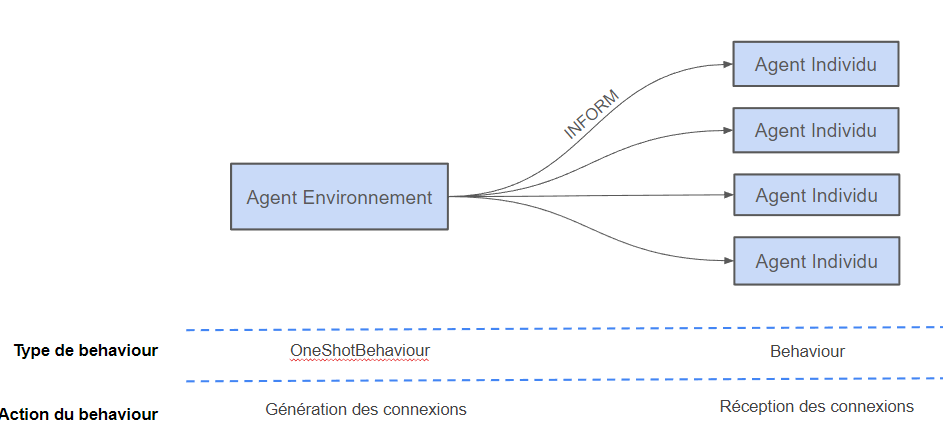 Agent Individu
INFORM
Agent Individu
Agent Environnement
Agent Individu
Agent Individu
Type de behaviour
OneShotBehaviour
Behaviour
Action du behaviour
Génération des connexions
Réception des connexions